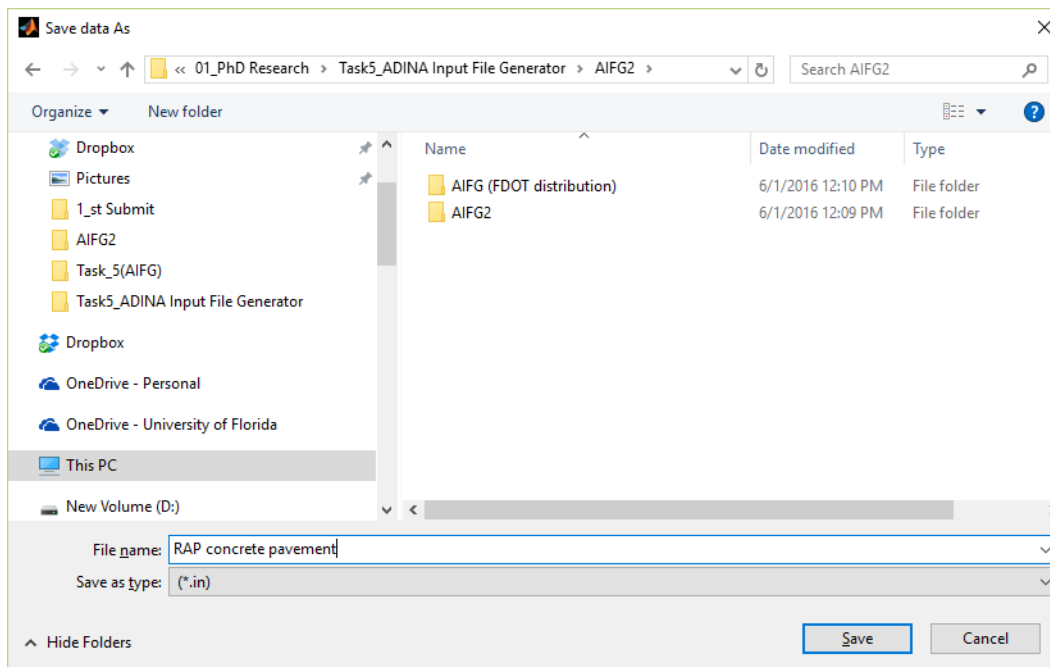 Save data As
« 01_PhD Research > Task5_ADINA Input File Generator > AIFG2 >
Search AIFG2
Organize
New folder
Name
Date modified
Type
Dropbox
Pictures
1_st Submit
AIFG2
Task_5(AIFG)
Task5_ADINA Input File Generator
Dropbox
OneDrive - Personal
OneDrive - University of Florida
This PC
New Volume (D:)
AIFG (FDOT distribution) 6/1/2016 12:10 PM File folder
AIFG2 6/1/2016 12:09 PM File folder
File name: RAP concrete pavement
Save as type: (*.in)
Hide Folders
Save
Cancel